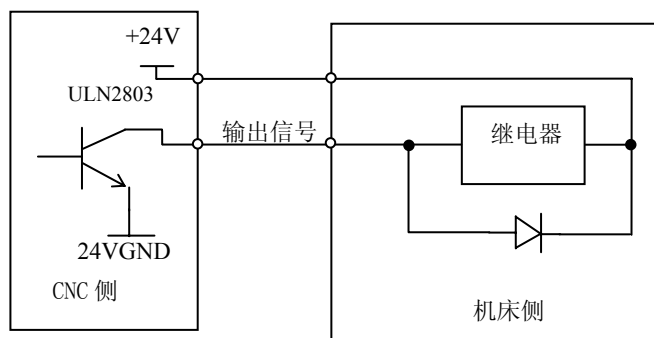 +24V
ULN2803
输出信号
继电器
24VGND
CNC 侧
机床侧